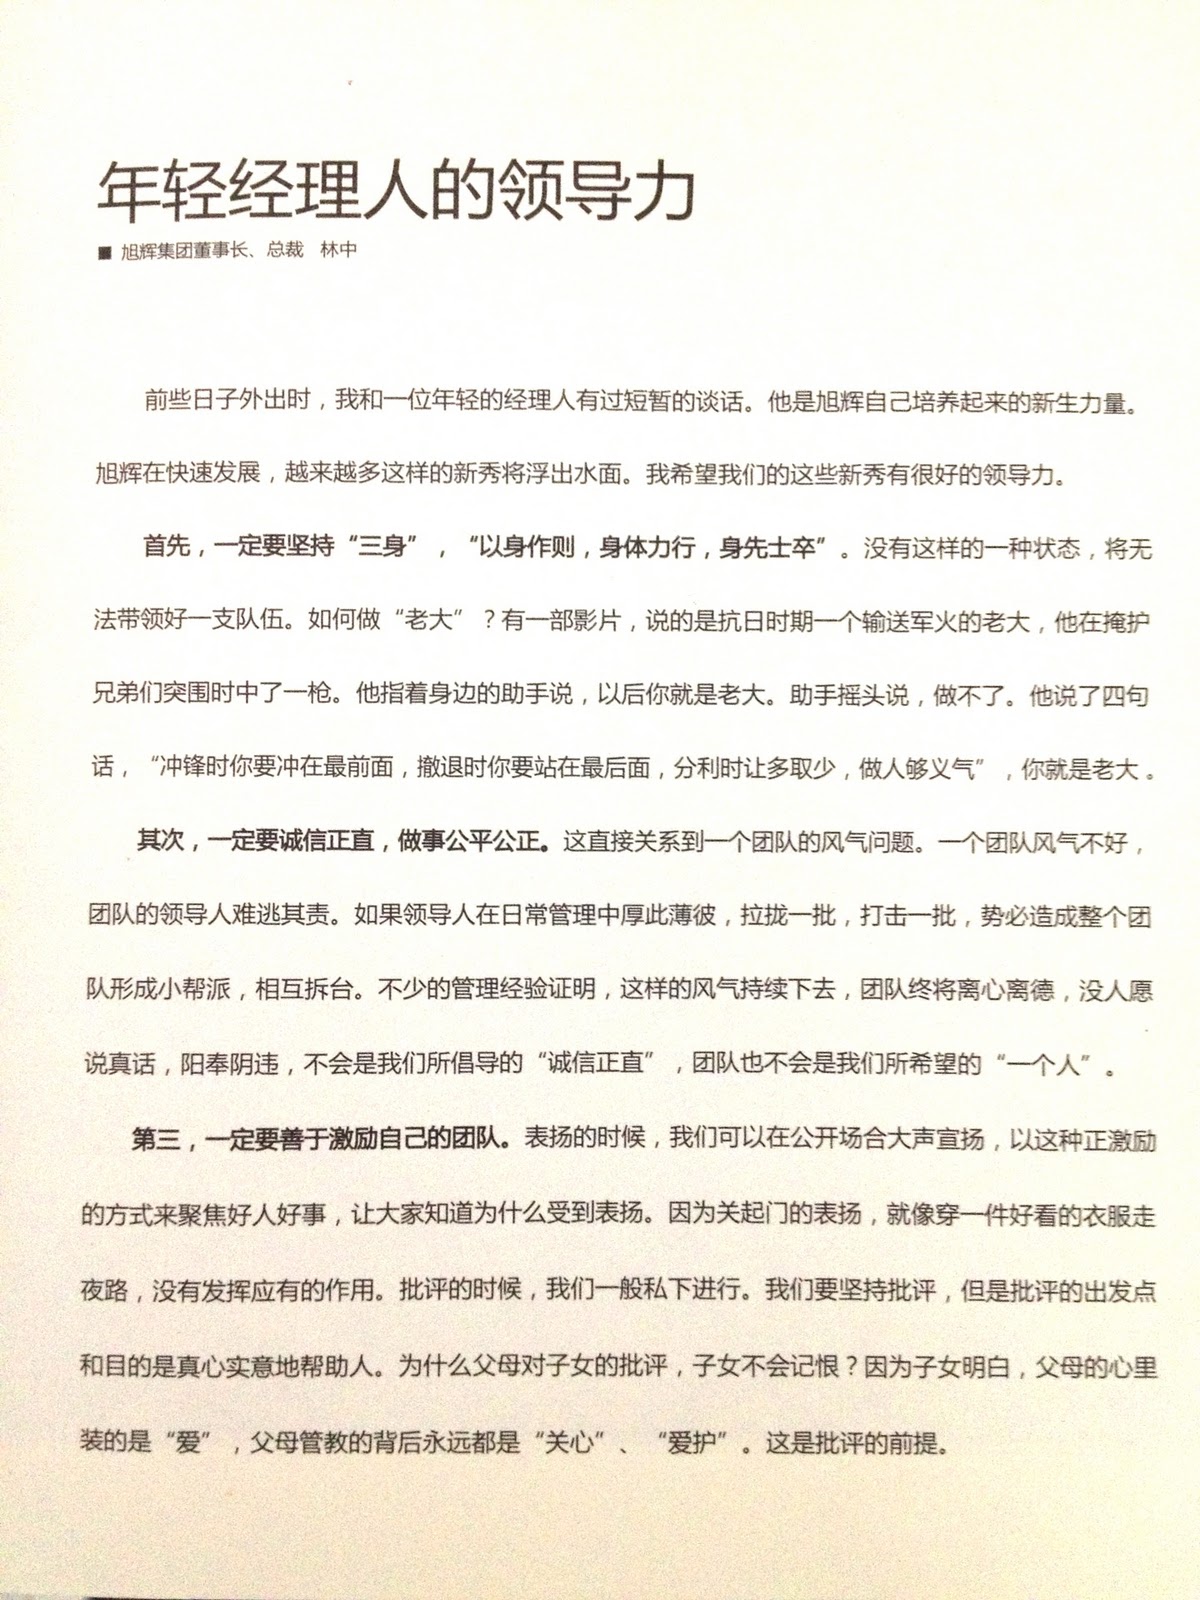 年轻经理人的领导力
■ 旭辉集团董事长、总裁 林中
前些日子外出时，我和一位年轻的经理人有过短暂的谈话。他是旭辉自己培养起来的新生力量。
旭辉在快速发展，越来越多这样的新秀将浮出水面。我希望我们的这些新秀有很好的领导力。
首先，一定要坚持“三身”，“以身作则，身体力行，身先士卒”。没有这样的一种状态，将无
法带领好一支队伍。如何做“老大”？有一部影片，说的是抗日时期一个输送军火的老大，他在掩护
兄弟们突围时中了一枪。他指着身边的助手说，以后你就是老大。助手摇头说，做不了。他说了四句
话，“冲锋时你要冲在最前面，撤退时你要站在最后面，分利时让多取少，做人够义气”，你就是老大。
其次，一定要诚信正直，做事公平公正。这直接关系到一个团队的风气问题。一个团队风气不好，
团队的领导人难逃其责。如果领导人在日常管理中厚此薄彼，拉拢一批，打击一批，势必造成整个团
队形成小帮派，相互拆台。不少的管理经验证明，这样的风气持续下去，团队终将离心离德，没人愿
说真话，阳奉阴违，不会是我们所倡导的“诚信正直”，团队也不会是我们所希望的“一个人”。
第三，一定要善于激励自己的团队。表扬的时候，我们可以在公开场合大声宣扬，以这种正激励
的方式来聚焦好人好事，让大家知道为什么受到表扬。因为关起门的表扬，就像穿一件好看的衣服走
夜路，没有发挥应有的作用。批评的时候，我们一般私下进行。我们要坚持批评，但是批评的出发点
和目的是真心实意地帮助人。为什么父母对子女的批评，子女不会记恨？因为子女明白，父母的心里
装的是“爱”，父母管教的背后永远都是“关心”、“爱护”。这是批评的前提。